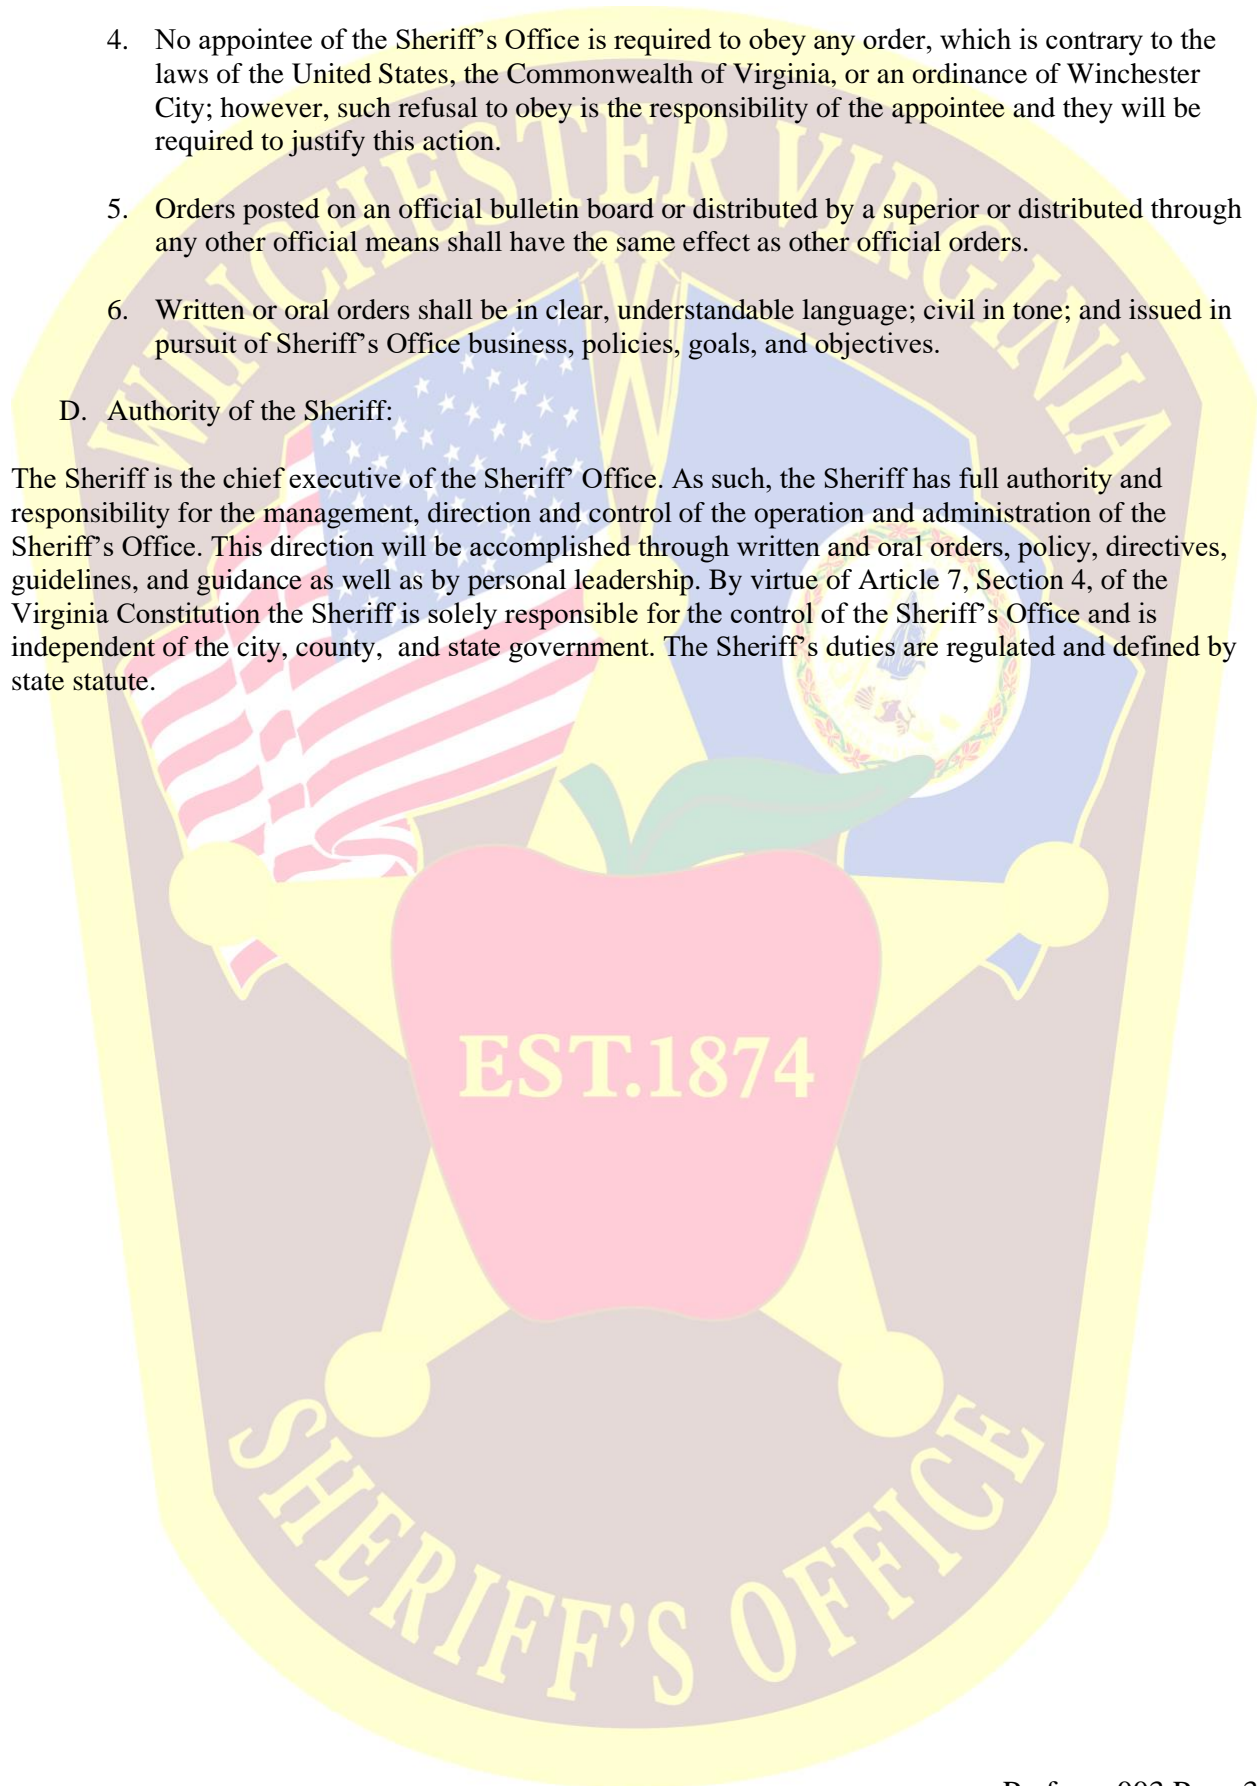 4. No appointee of the Sheriff’s Office is required to obey any order, which is contrary to the
laws of the United States, the Commonwealth of Virginia, or an ordinance of Winchester
City; however, such refusal to obey is the responsibility of the appointee and they will be
required to justify this action.
5. Orders posted on an official bulletin board or distributed by a superior or distributed through
any other official means shall have the same effect as other official orders.
6. Written or oral orders shall be in clear, understandable language; civil in tone; and issued in
pursuit of Sheriff’s Office business, policies, goals, and objectives.
D. Authority of the Sheriff:
The Sheriff is the chief executive of the Sheriff’ Office. As such, the Sheriff has full authority and
responsibility for the management, direction and control of the operation and administration of the
Sheriff’s Office. This direction will be accomplished through written and oral orders, policy, directives,
guidelines, and guidance as well as by personal leadership. By virtue of Article 7, Section 4, of the
Virginia Constitution the Sheriff is solely responsible for the control of the Sheriff’s Office and is
independent of the city, county, and state government. The Sheriff’s duties are regulated and defined by
state statute.
WINCHESTER VIRGINIA
EST.1874
SHERIFF’S OFFICE